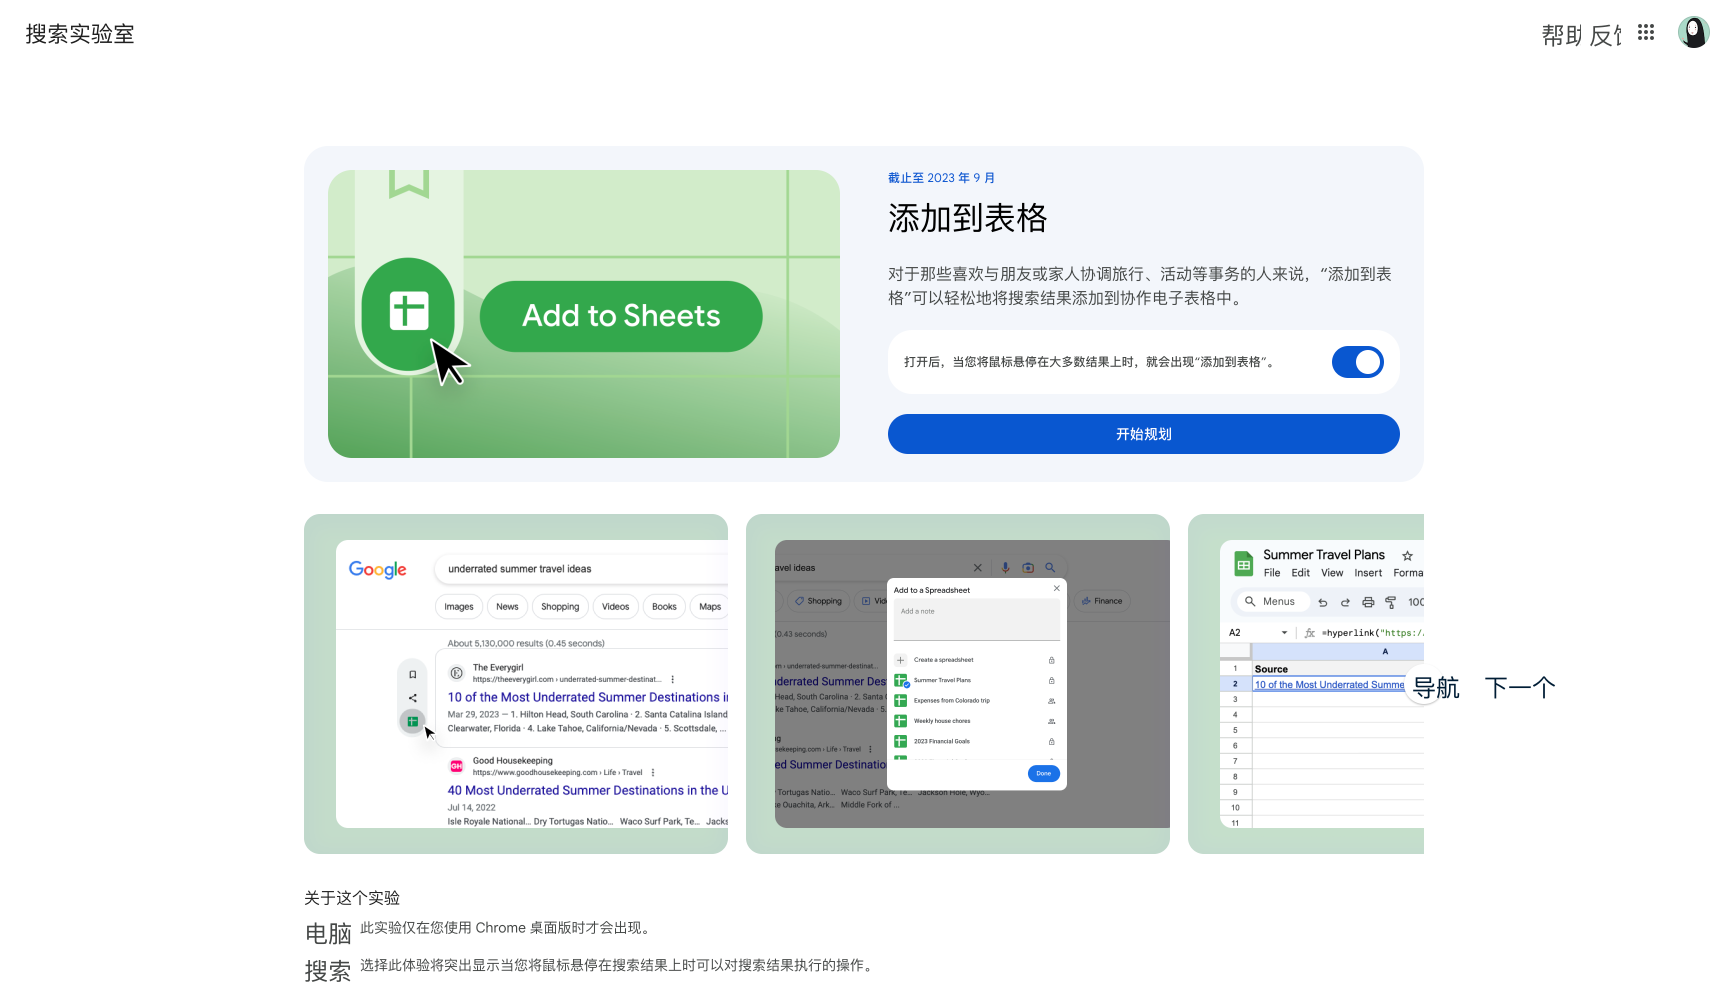 搜索实验室
帮助
截至至 2023 年 9 月
添加到表格
对于那些喜欢与朋友或家人协调旅行、活动等事务的人来说，“添加到表
格”可以轻松地将搜索结果添加到协作电子表格中。
打开后，当您将鼠标悬停在大多数结果上时，就会出现“添加到表格”。
开始规划
Add to Sheets
Google
underrated summer travel ideas
Images
News
Shopping
Videos
Books
Maps
About 5,130,000 results (0.45 seconds)
The Everygirl
https://theeverygirl.com › underrated-summer-destinat...
10 of the Most Underrated Summer Destinations i
Mar 29, 2023 — 1. Hilton Head, South Carolina · 2. Santa Catalina Island
Clearwater, Florida · 4. Lake Tahoe, California/Nevada · 5. Scottsdale, ...
GH
Good Housekeeping
https://www.goodhousekeeping.com › Life › Travel
40 Most Underrated Summer Destinations in the U
Jul 14, 2022
Isle Royale National... Dry Tortugas Natio... Waco Surf Park, Te... Jacks
avel ideas
Shopping
Vid
Finance
(0.43 seconds)
› underrated-summer-destinat...
derrated Summer Dest
Head, South Carolina · 2. Sa
ke Tahoe, California/Nevada · 5
ng
sekeeping.com › Life › Travel
ed Summer Destinatio
Tortugas Natio... Waco Surf Park, Te... Jackson Hole, Wyo...
ke Ouachita, Ark... Middle Fork of ...
Add to a Spreadsheet
Add a note
Create a spreadsheet
Summer Travel Plans
Expenses from Colorado trip
Weekly house chores
2023 Financial Goals
Done
Summer Travel Plans
File Edit View Insert Forma
Menus
100
A2
fx =hyperlink("https:/
A
1 Source
2 10 of the Most Underrated Summe
3
4
5
6
7
8
9
10
11
导航
下一个
关于这个实验
电脑 此实验仅在您使用 Chrome 桌面版时才会出现。
搜索 选择此体验将突出显示当您将鼠标悬停在搜索结果上时可以对搜索结果执行的操作。